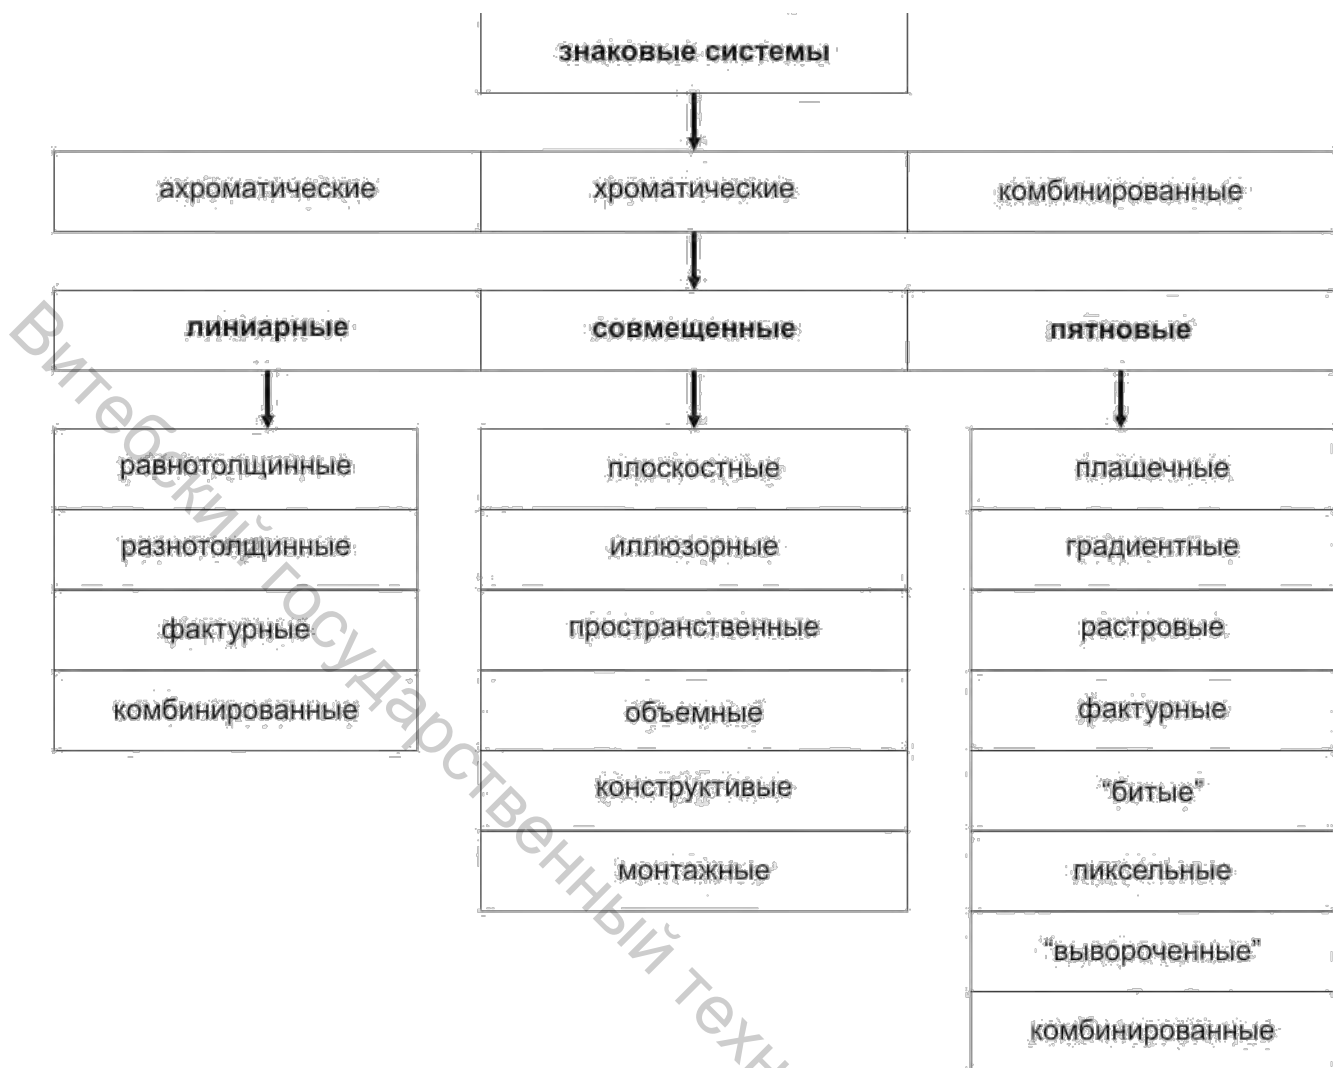 знаковые системы
ахроматические хроматические комбинированные
линиарные совмещенные пятновые
равнотолщинные
разнотолщинные
фактурные
комбинированные
плоскостные
иллюзорные
пространственные
объемные
конструктивые
монтажные
плашечные
градиентные
растровые
фактурные
“битые”
пиксельные
“вывороченные”
комбинированные
Витебский государственный техн